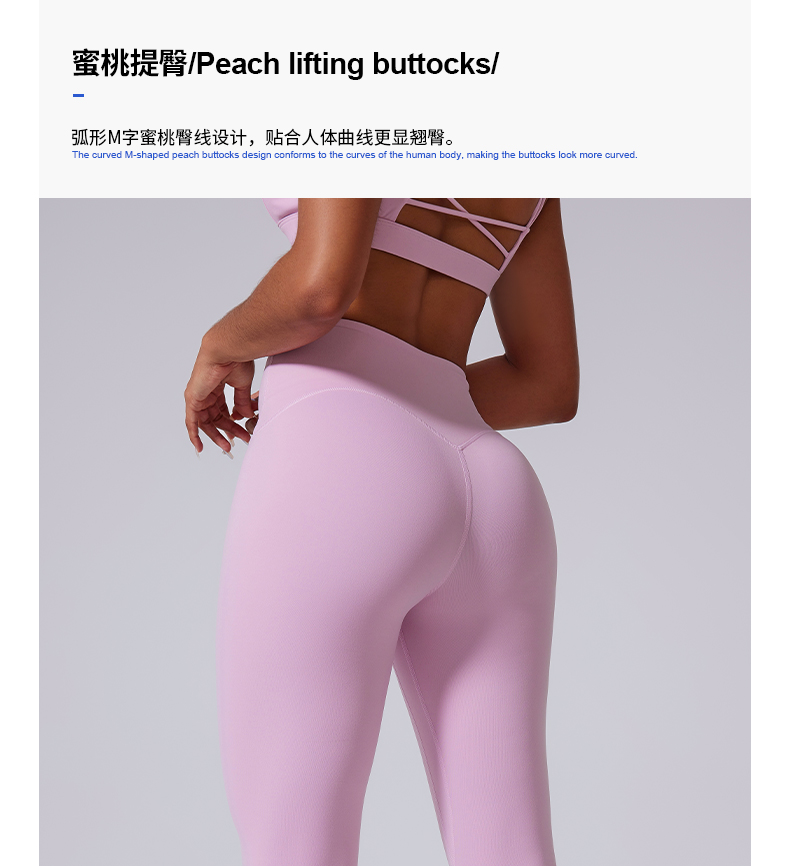 蜜桃提臀/Peach lifting buttocks/
弧形M字蜜桃臀线设计，贴合人体曲线更显翘臀。
The curved M-shaped peach buttocks design conforms to the curves of the human body, making the buttocks look more curved.